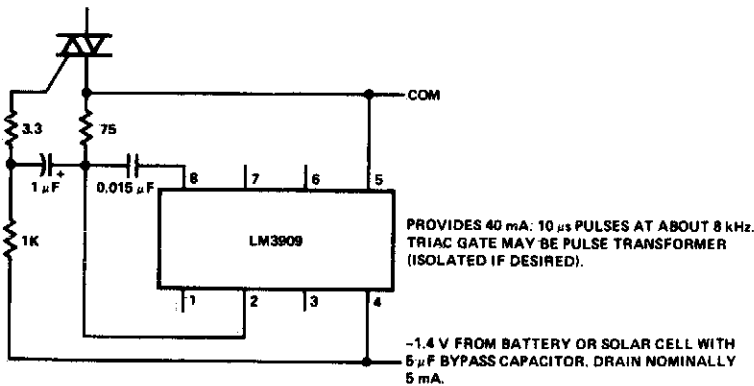 COM
3.3
75
1 µF
+
0.015 µF
8
7
6
5
1K
LM3909
PROVIDES 40 mA: 10 µs PULSES AT ABOUT 8 kHz.
TRIAC GATE MAY BE PULSE TRANSFORMER
(ISOLATED IF DESIRED).
1
2
3
4
−1.4 V FROM BATTERY OR SOLAR CELL WITH
5 µF BYPASS CAPACITOR. DRAIN NOMINALLY
5 mA.